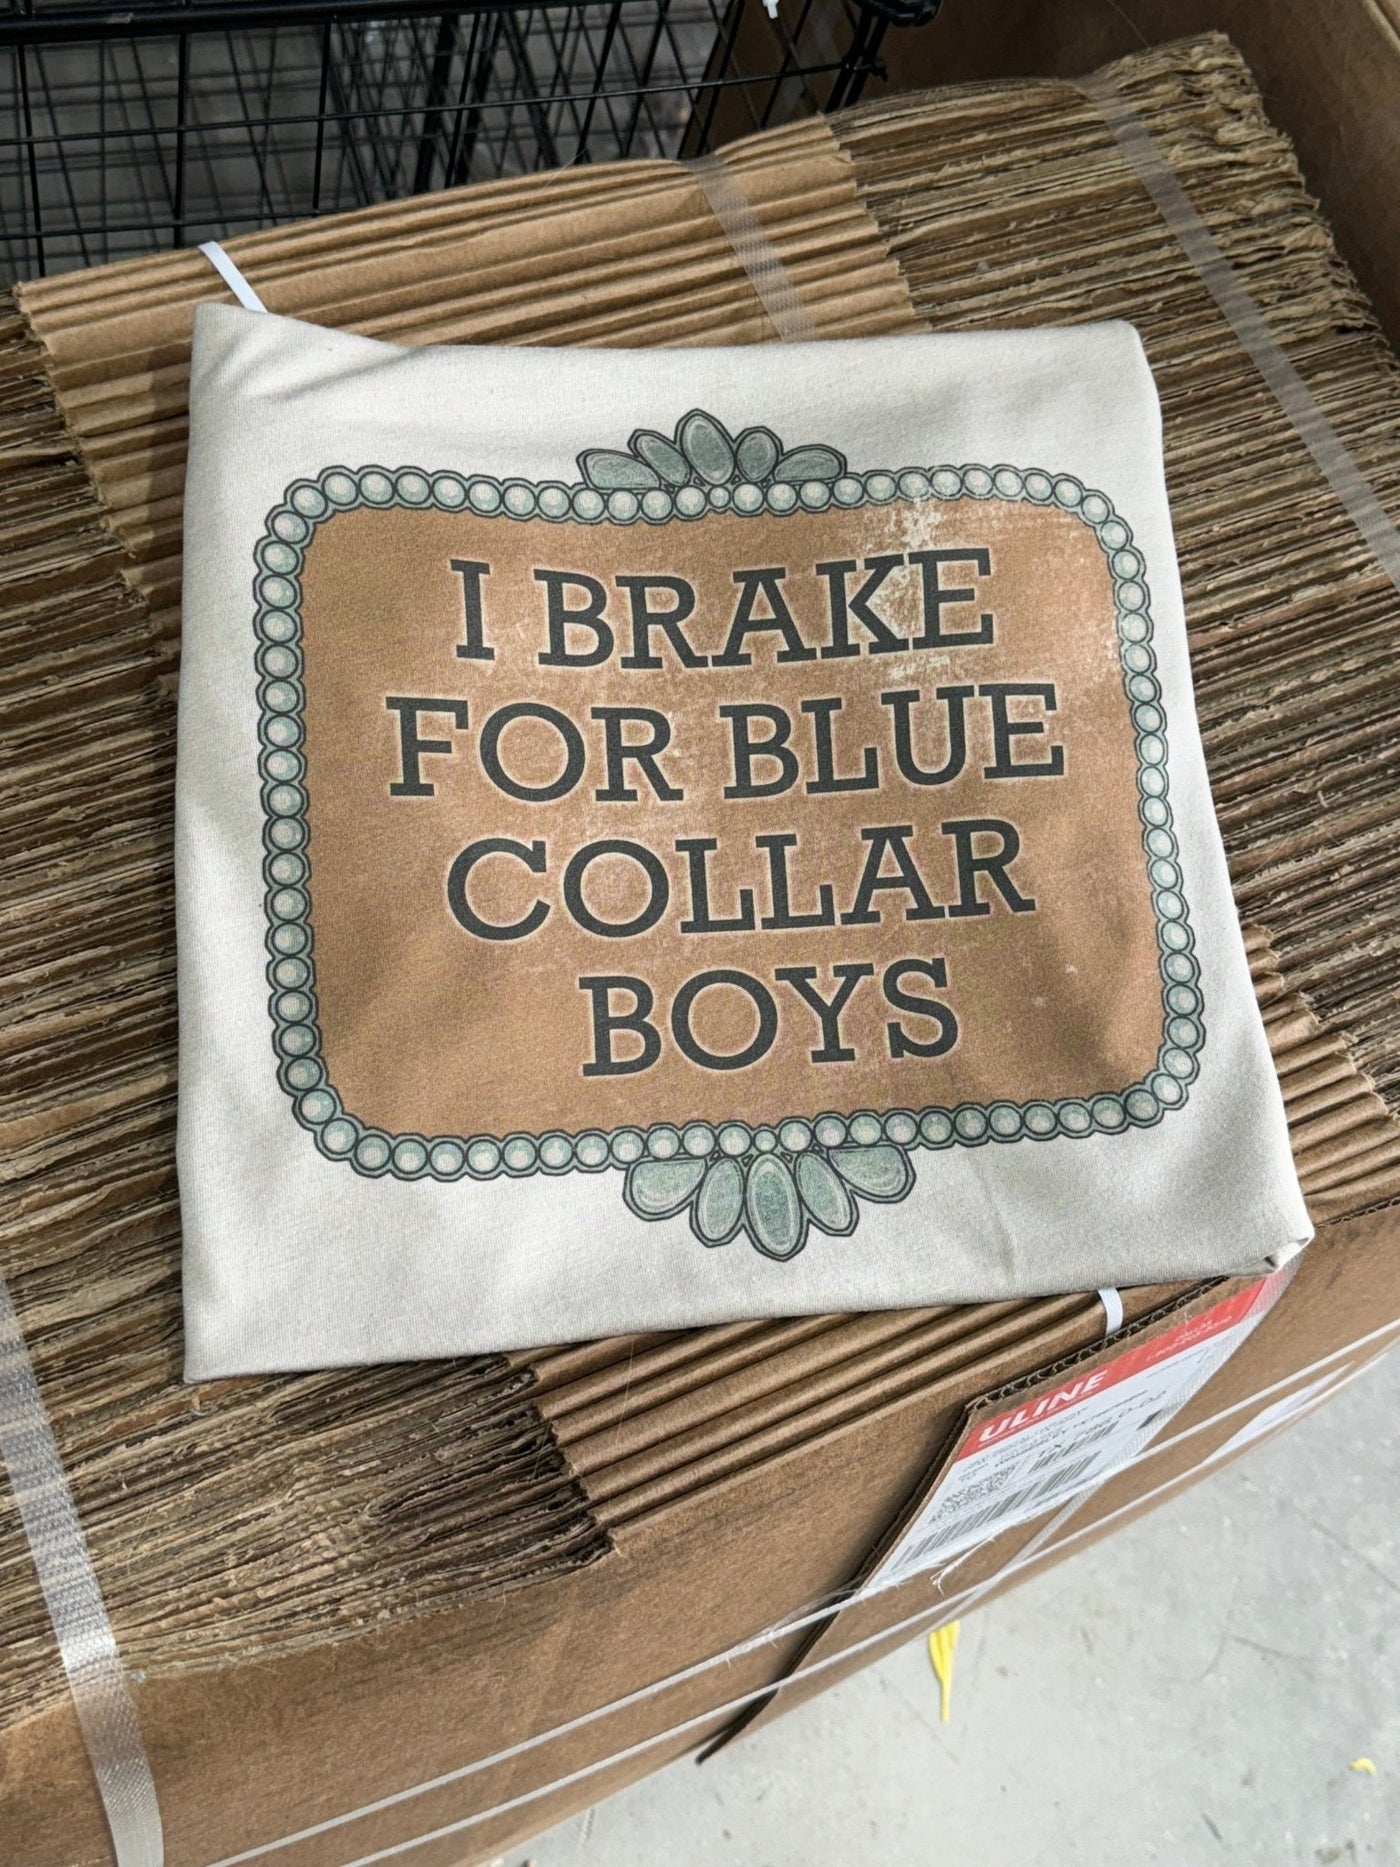 I BRAKE
FOR BLUE
COLLAR
BOYS
ULINE